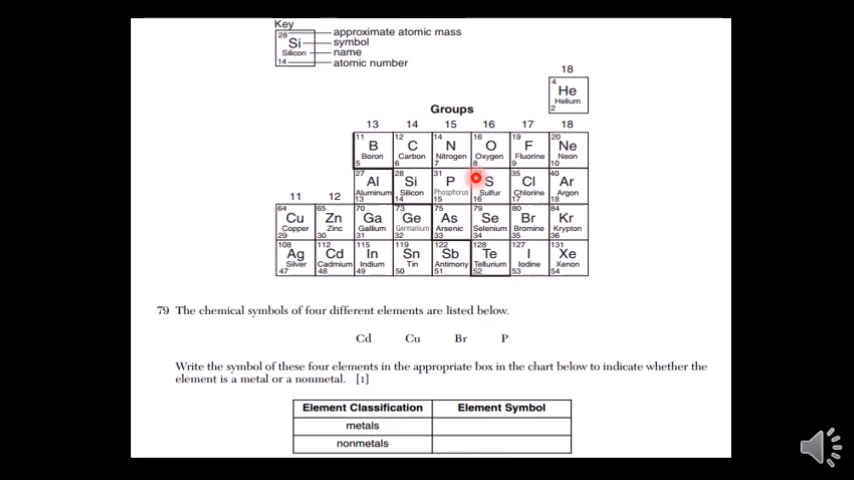 Key
28
Si
Silicon
14
approximate atomic mass
symbol
name
atomic number
18
4
He
Helium
2
Groups
13 14 15 16 17 18
11 12 14 16 19 20
B C N O F Ne
Boron Carbon Nitrogen Oxygen Fluorine Neon
5 6 7 8 9 10
27 28 31 35 40
Al Si P S Cl Ar
Aluminum Silicon Phosphorus Sulfur Chlorine Argon
13 14 15 16 17 18
11 12
64 65 70 73 75 79 80 84
Cu Zn Ga Ge As Se Br Kr
Copper Zinc Gallium Germanium Arsenic Selenium Bromine Krypton
29 30 31 32 33 34 35 36
108 112 115 119 122 128 127 131
Ag Cd In Sn Sb Te I Xe
Silver Cadmium Indium Tin Antimony Tellurium Iodine Xenon
47 48 49 50 51 52 53 54
79 The chemical symbols of four different elements are listed below.
Cd Cu Br P
Write the symbol of these four elements in the appropriate box in the chart below to indicate whether the
element is a metal or a nonmetal. [1]
Element Classification Element Symbol
metals
nonmetals